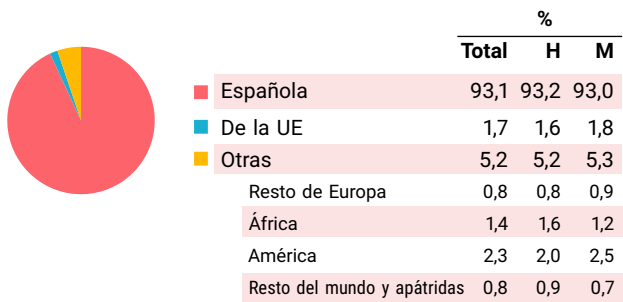 %
Total H M
Española 93,1 93,2 93,0
De la UE 1,7 1,6 1,8
Otras 5,2 5,2 5,3
Resto de Europa 0,8 0,8 0,9
África 1,4 1,6 1,2
América 2,3 2,0 2,5
Resto del mundo y apátridas 0,8 0,9 0,7